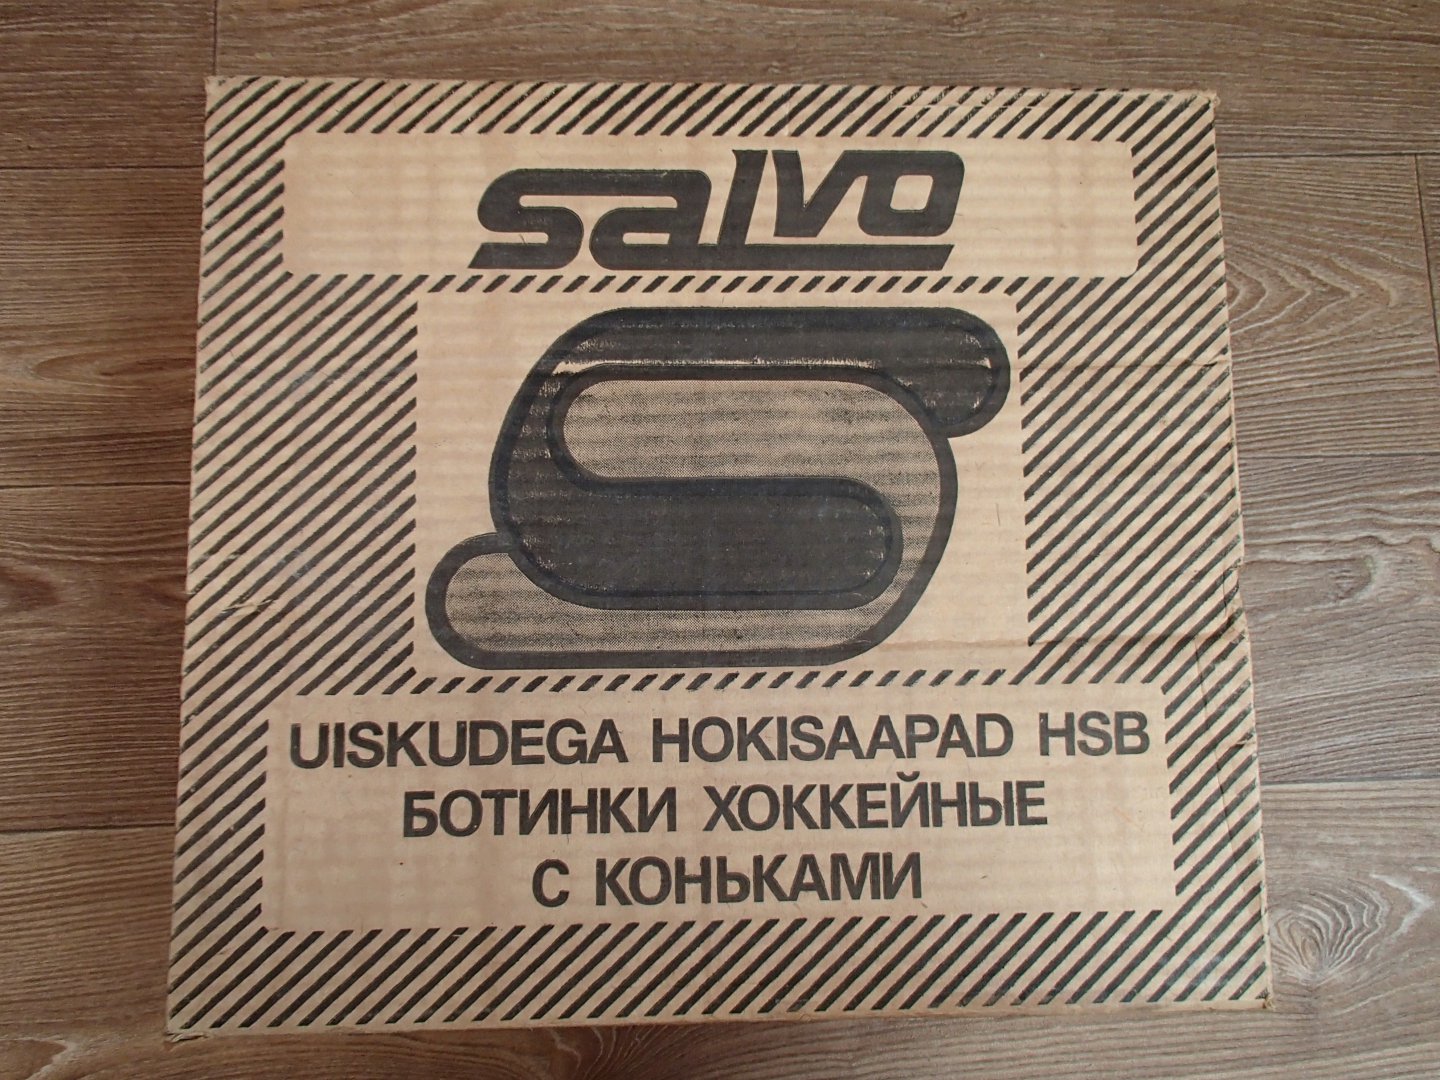 salvo
UISKUDEGA HOKISAAPAD HSB
БОТИНКИ ХОККЕЙНЫЕ
С КОНЬКАМИ